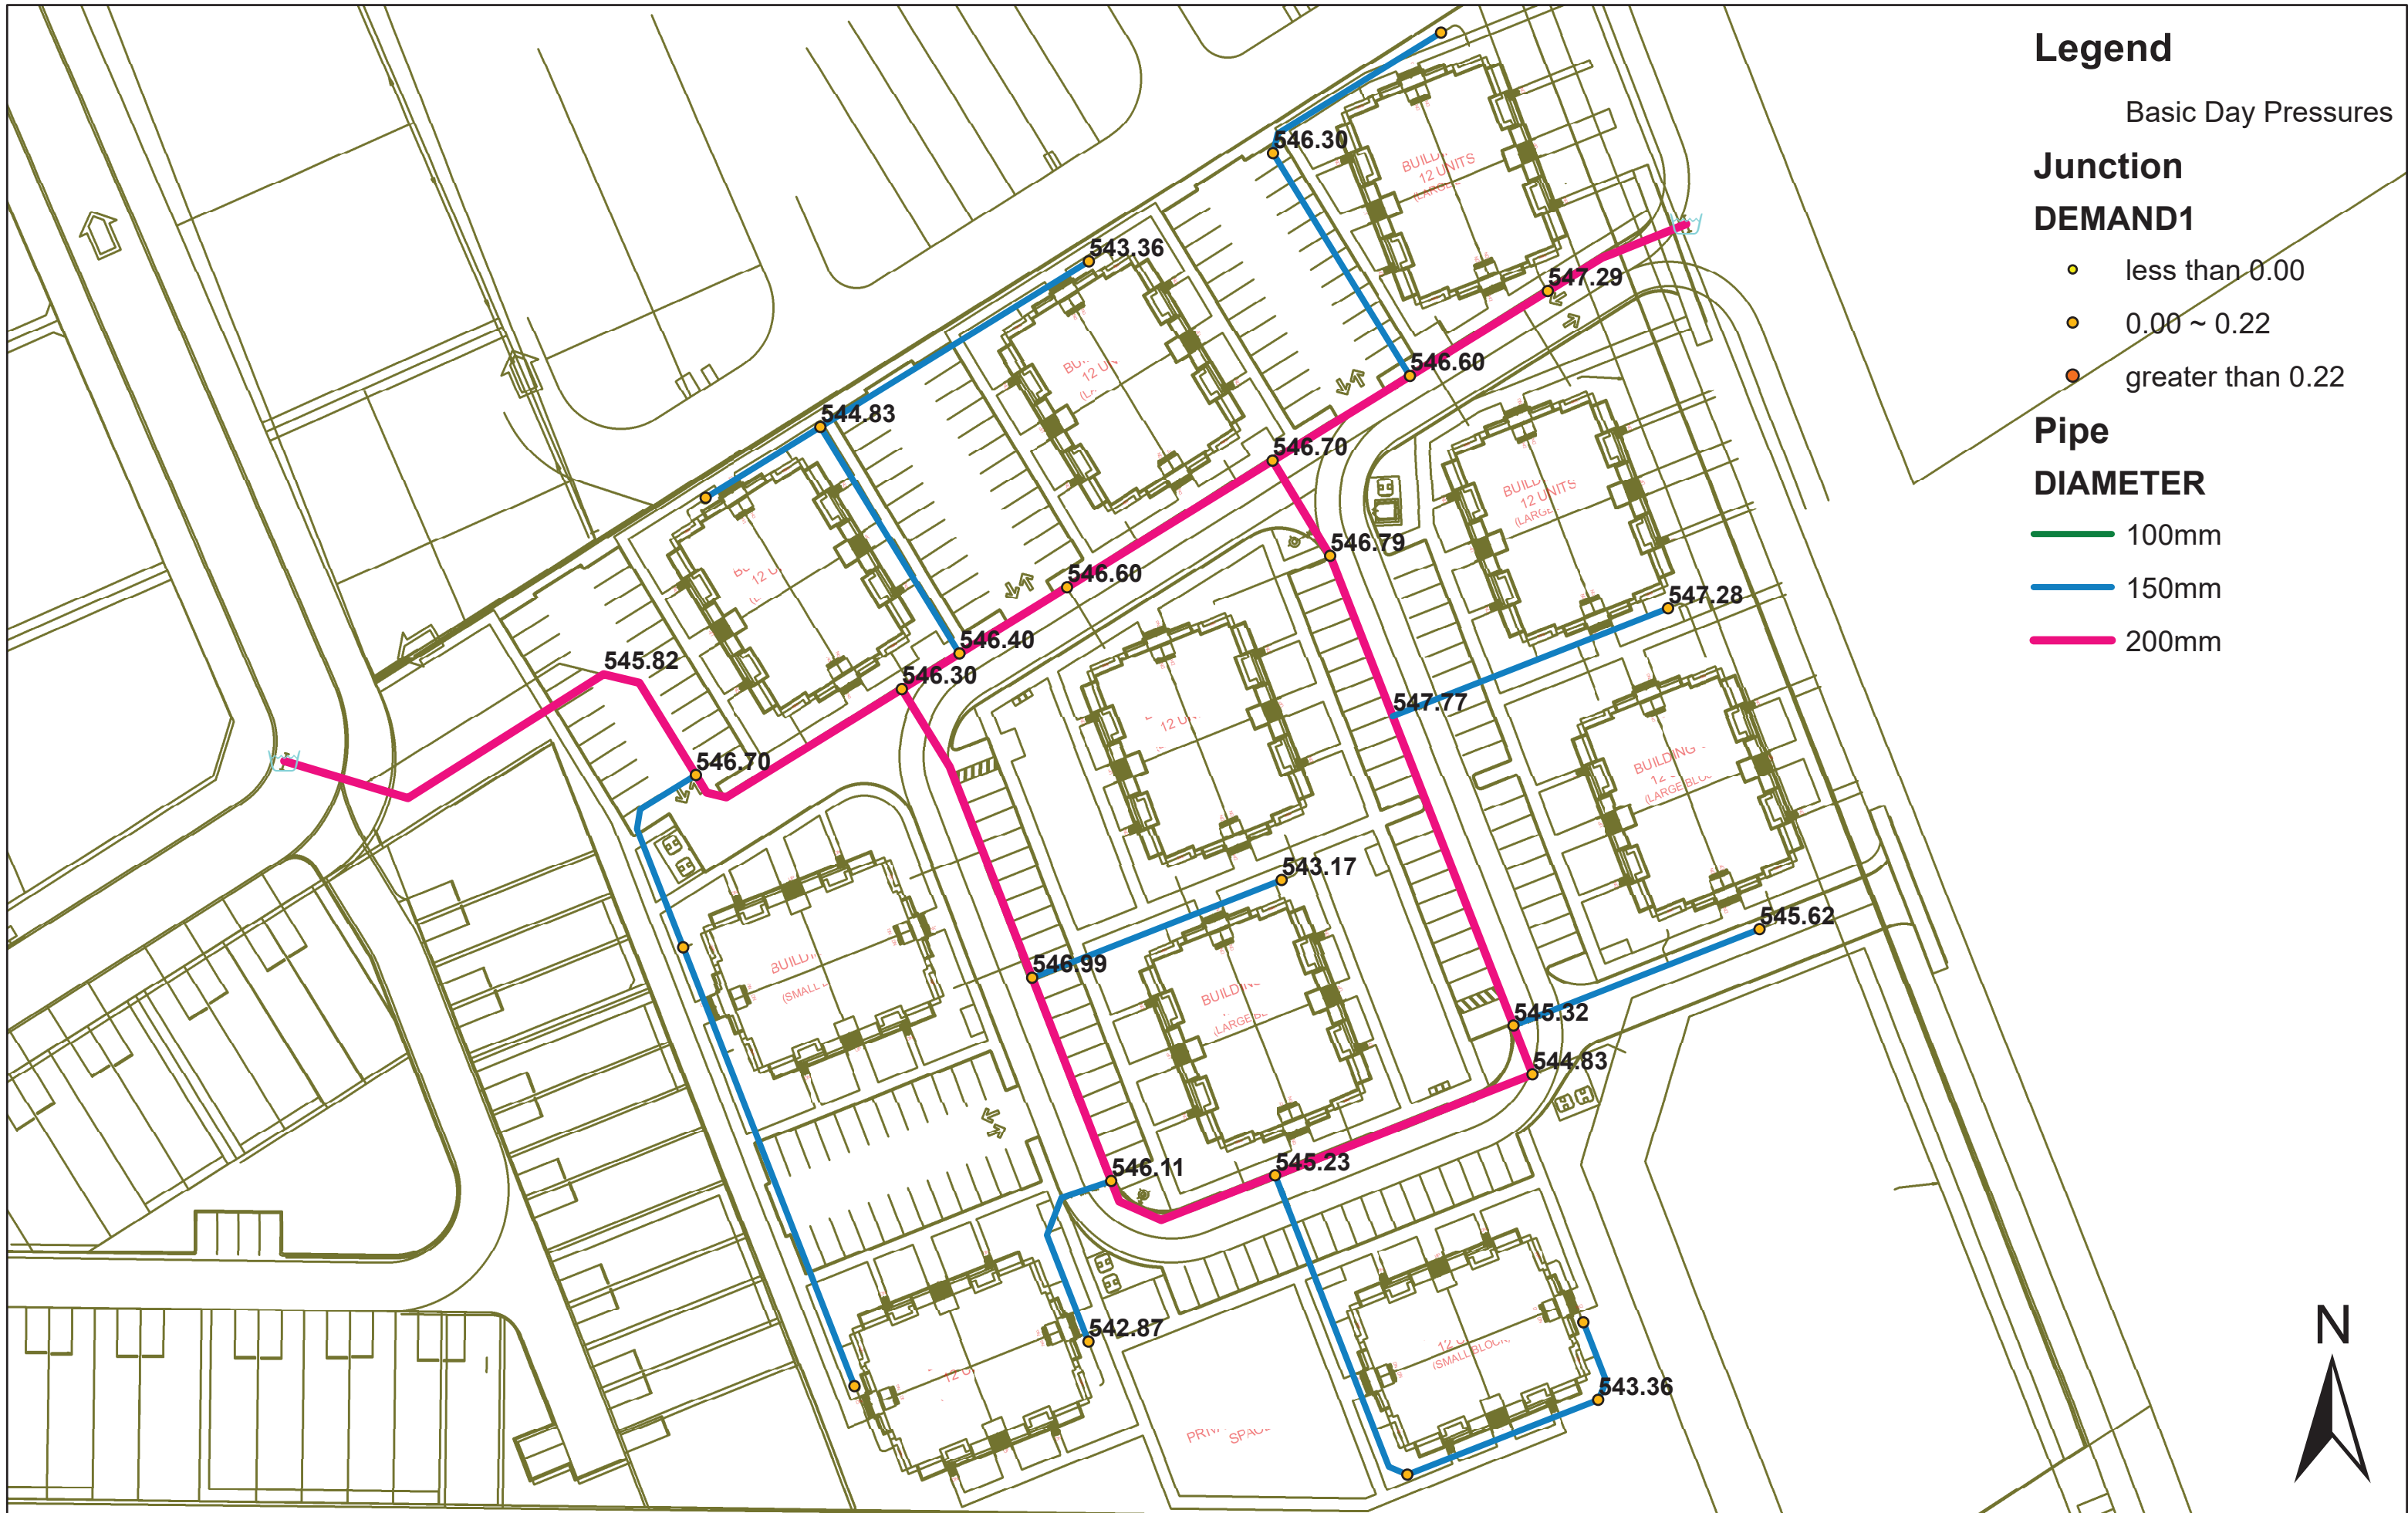 Legend
Basic Day Pressures
Junction
DEMAND1
less than 0.00
0.00 ~ 0.22
greater than 0.22
Pipe
DIAMETER
100mm
150mm
200mm
546.30
12 UNITS
543.36
547.29
546.60
544.83
546.70
12 UNITS
546.79
546.60
547.28
546.40
545.82
546.30
547.77
546.70
BUILDING
543.17
545.62
546.99
545.32
544.83
546.11
545.23
542.87
(SMALL BLOCK)
543.36
N